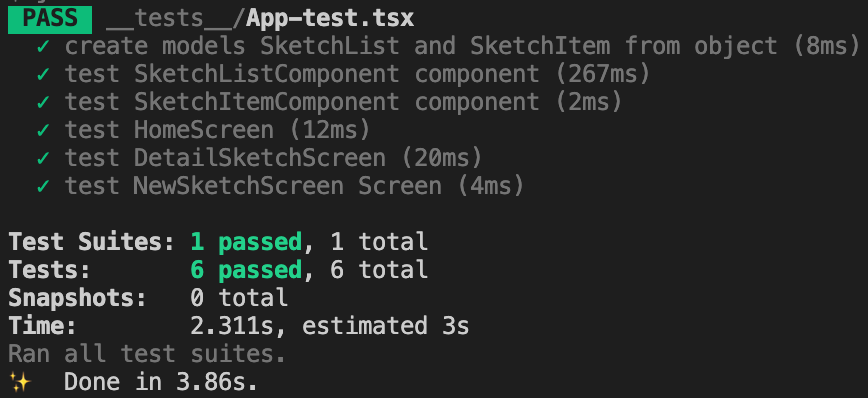 PASS __tests__/App-test.tsx
✓ create models SketchList and SketchItem from object (8ms)
✓ test SketchListComponent component (267ms)
✓ test SketchItemComponent component (2ms)
✓ test HomeScreen (12ms)
✓ test DetailSketchScreen (20ms)
✓ test NewSketchScreen Screen (4ms)
Test Suites: 1 passed, 1 total
Tests: 6 passed, 6 total
Snapshots: 0 total
Time: 2.311s, estimated 3s
Ran all test suites.
✨ Done in 3.86s.